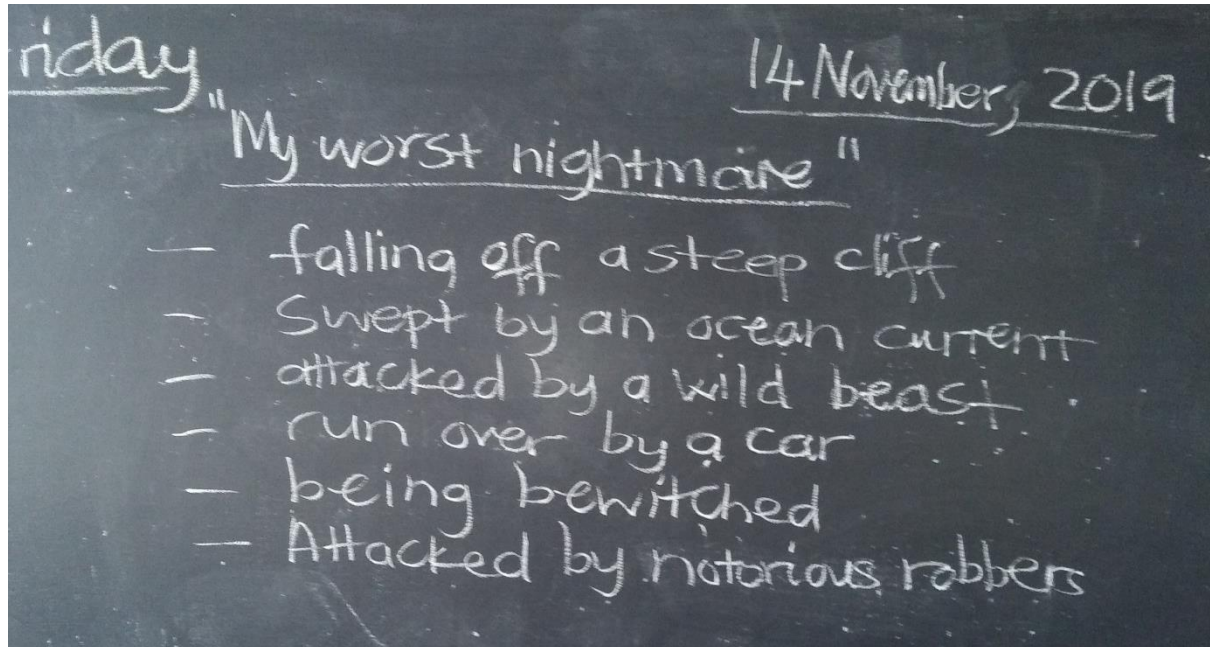 riday 14 November, 2019
"My worst nightmare"
— falling off a steep cliff
— Swept by an ocean current
— attacked by a wild beast.
— run over by a car
— being bewitched
— Attacked by notorious robbers